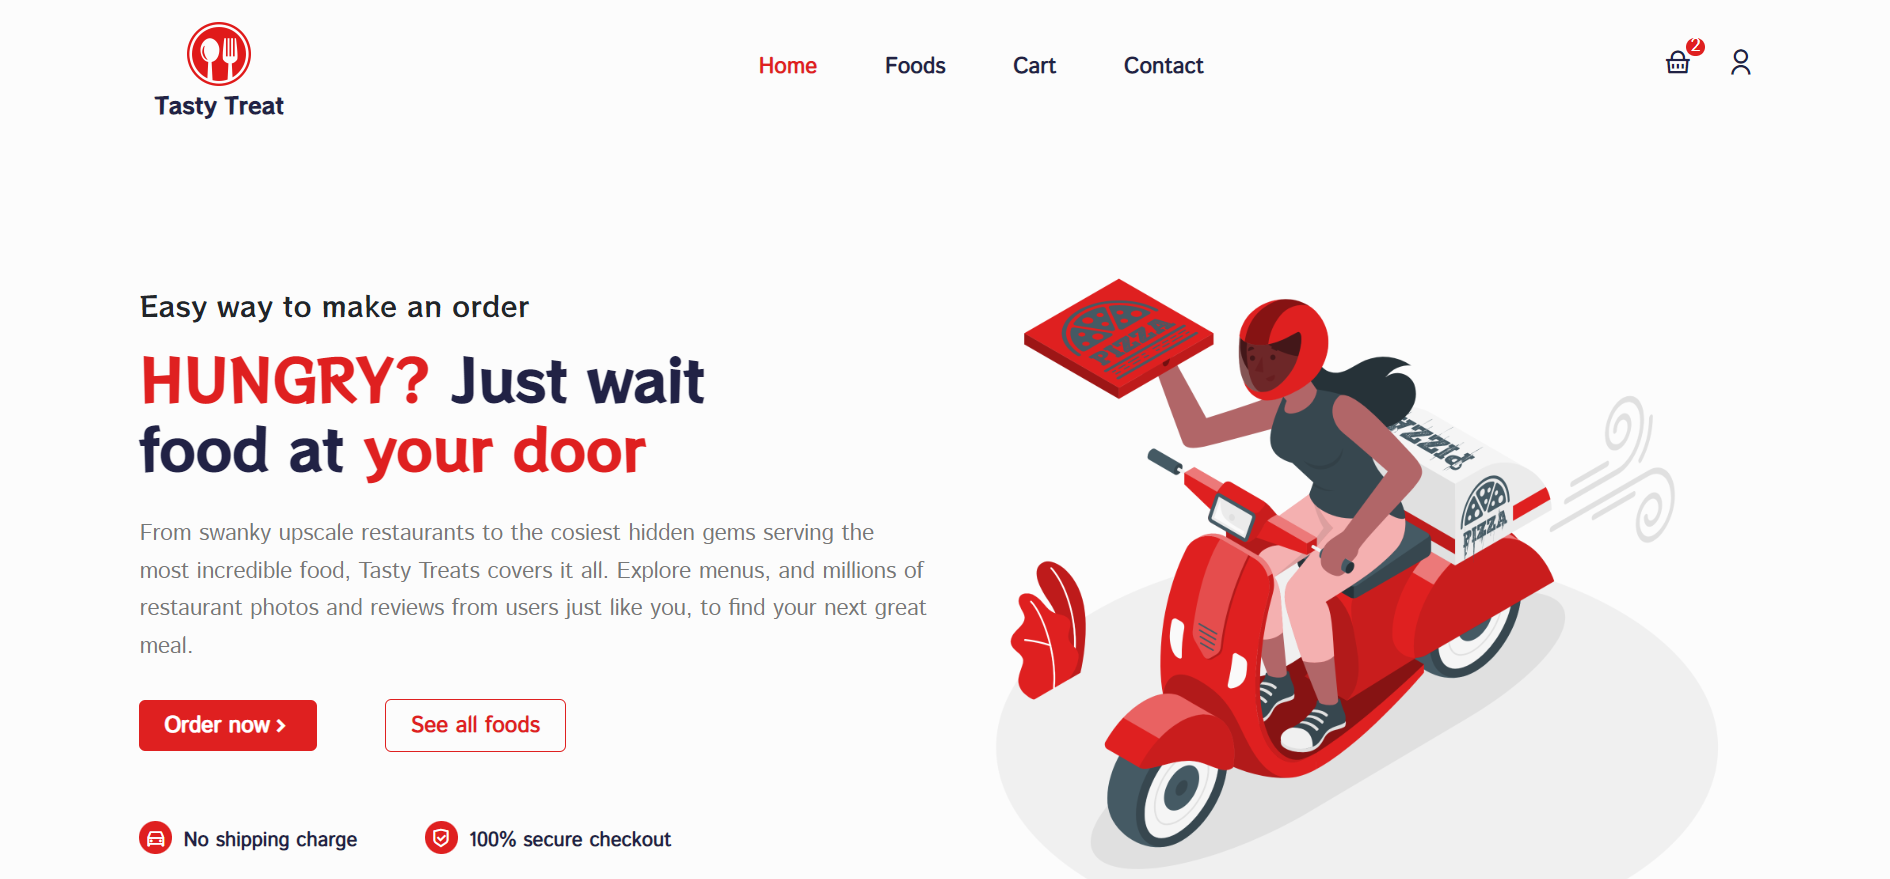 Tasty Treat
Home
Foods
Cart
Contact
2
Easy way to make an order
HUNGRY? Just wait
food at your door
From swanky upscale restaurants to the cosiest hidden gems serving the
most incredible food, Tasty Treats covers it all. Explore menus, and millions of
restaurant photos and reviews from users just like you, to find your next great
meal.
Order now
See all foods
No shipping charge
100% secure checkout
PIZZA
PIZZA
PIZZA